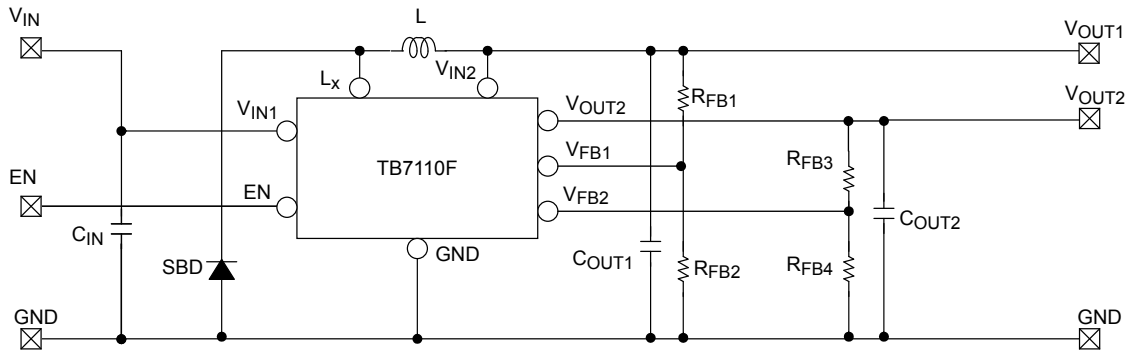 VIN
L
VOUT1
LX
VIN2
RFB1
VOUT2
VOUT2
VIN1
VFB1
TB7110F
RFB3
EN
EN
VFB2
COUT2
CIN
GND
SBD
COUT1
RFB2
RFB4
GND
GND